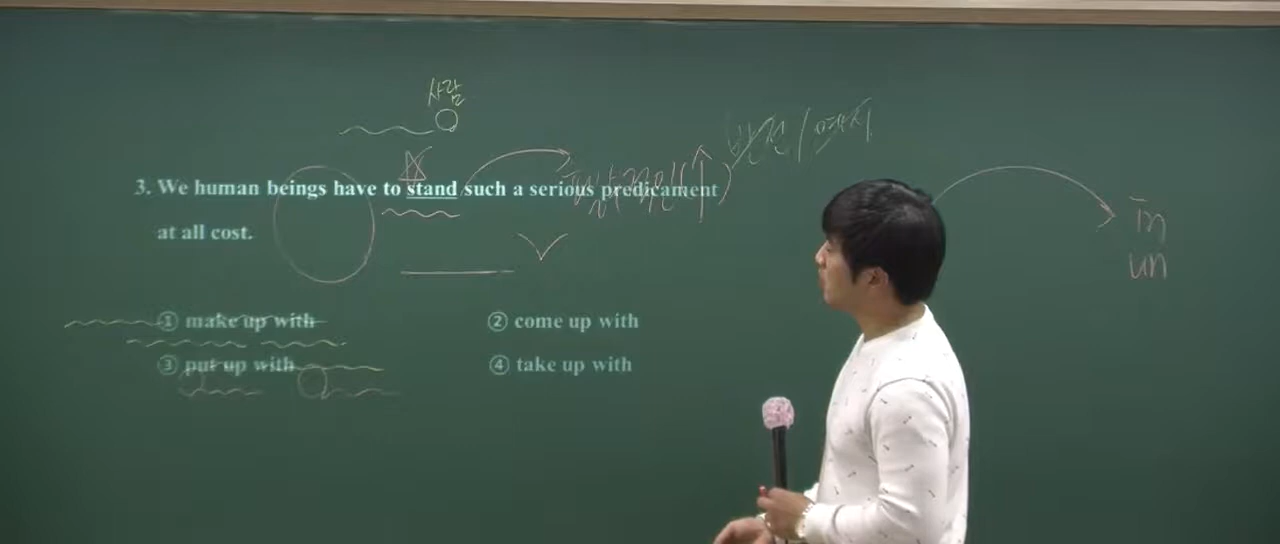 사람
3. We human beings have to stand such a serious predicament
at all cost.
① make up with
② come up with
③ put up with
④ take up with
in
un